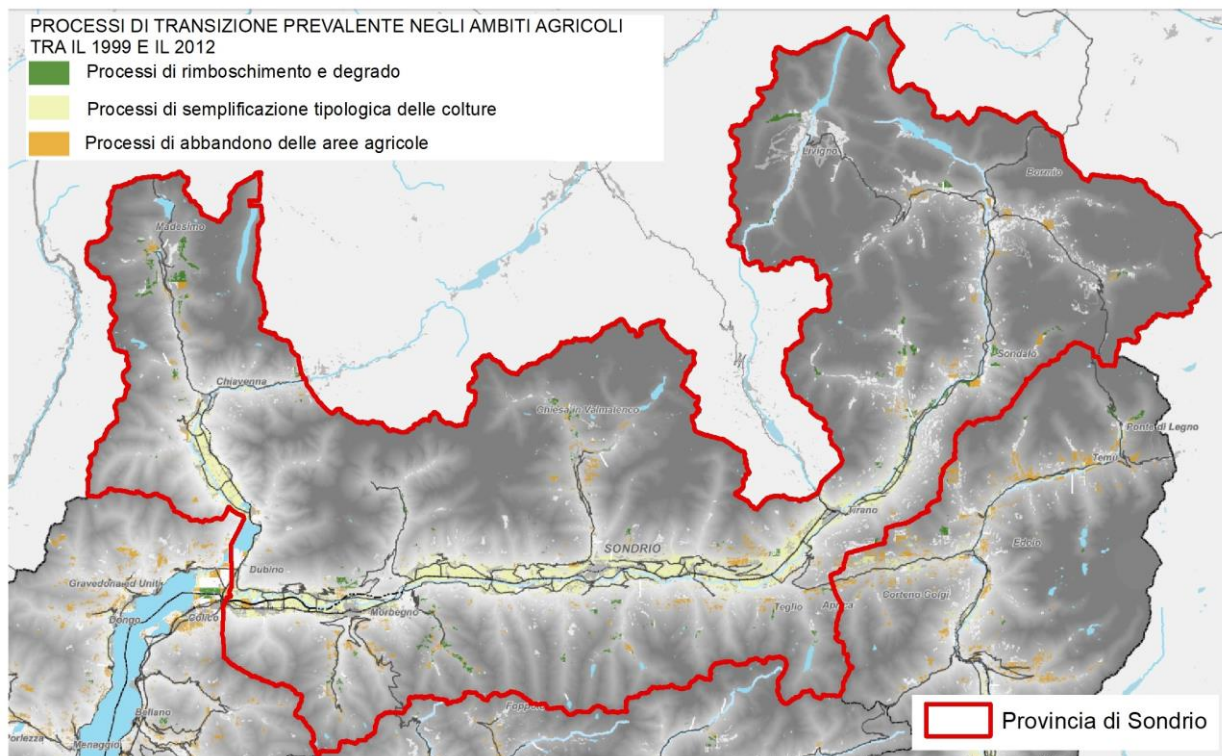 PROCESSI DI TRANSIZIONE PREVALENTE NEGLI AMBITI AGRICOLI
TRA IL 1999 E IL 2012
Processi di rimboschimento e degrado
Processi di semplificazione tipologica delle colture
Processi di abbandono delle aree agricole
Livigno
Bormio
Madesimo
Sondalo
Chiavenna
Chiesa in Valmalenco
Ponte di Legno
Temù
Tirano
Edolo
SONDRIO
Dubino
Gravedona ed Uniti
Corteno Golgi
Teglio
Aprica
Morbegno
Colico
Dongo
Bellano
Foppolo
Porlezza
Menaggio
Provincia di Sondrio